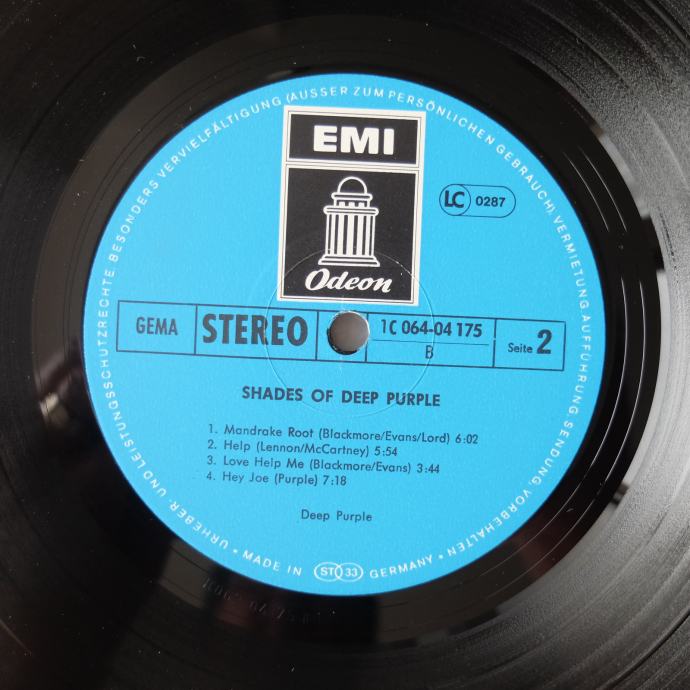 URHEBER- UND LEISTUNGSSCHUTZRECHTE, BESONDERS VERVIELFÄLTIGUNG (AUSSER ZUM PERSÖNLICHEN GEBRAUCH), VERMIETUNG, AUFFÜHRUNG, SENDUNG, VORBEHALTEN •
EMI
Odeon
LC 0287
GEMA
STEREO
1C 064-04 175
B
Seite 2
SHADES OF DEEP PURPLE
1. Mandrake Root (Blackmore/Evans/Lord) 6:02
2. Help (Lennon/McCartney) 5:54
3. Love Help Me (Blackmore/Evans) 3:44
4. Hey Joe (Purple) 7:18
Deep Purple
• MADE IN ST 33 GERMANY •